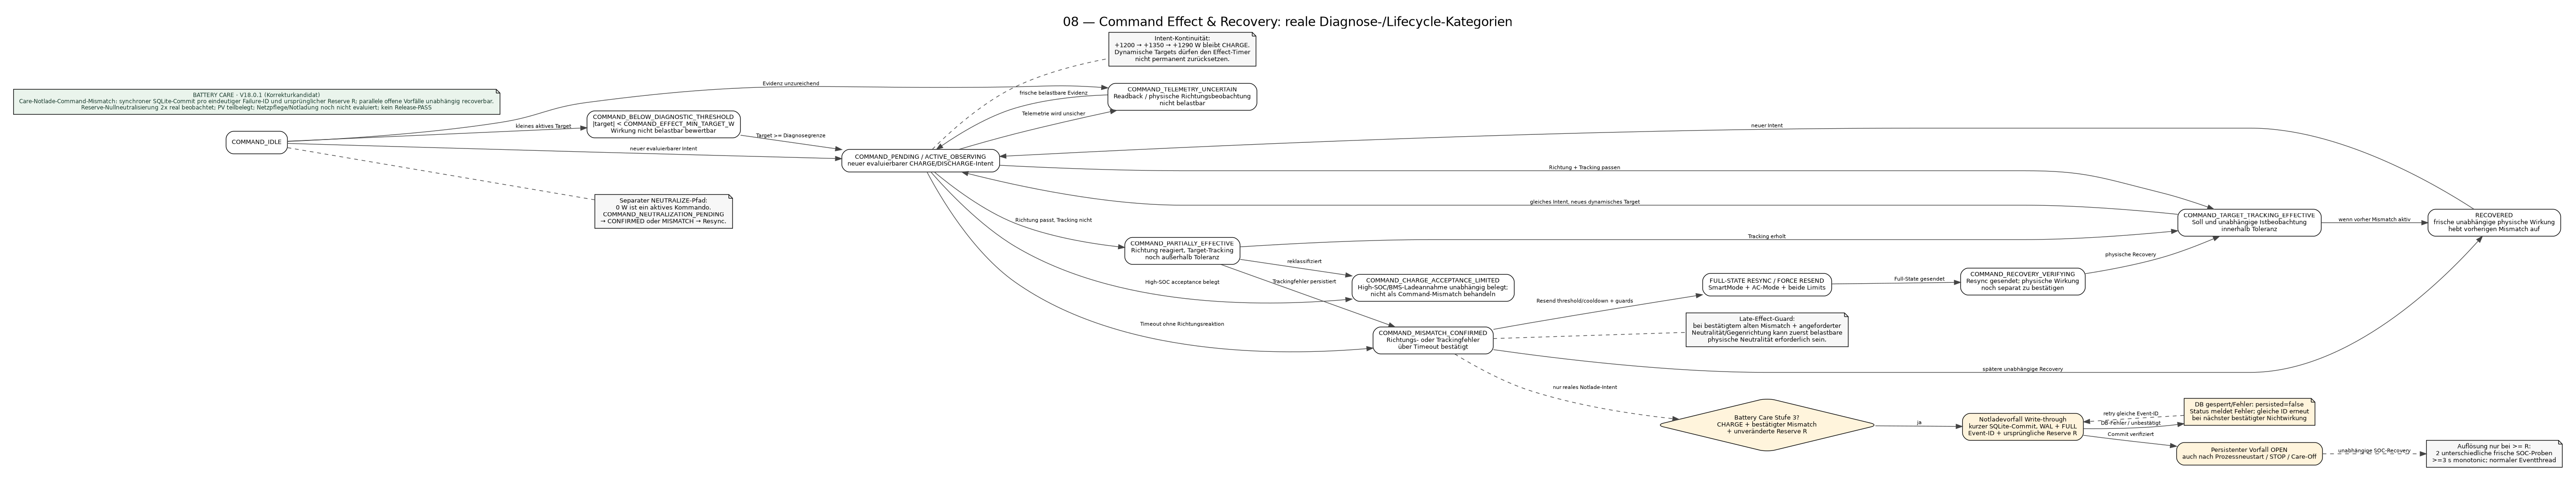 08 — Command Effect & Recovery: reale Diagnose-/Lifecycle-Kategorien
Intent-Kontinuität:
+1200 → +1350 → +1290 W bleibt CHARGE.
Dynamische Targets dürfen den Effect-Timer
nicht permanent zurücksetzen.
BATTERY CARE - V18.0.1 (Korrekturkandidat)
Care-Notlade-Command-Mismatch: synchroner SQLite-Commit pro eindeutiger Failure-ID und ursprünglicher Reserve R; parallele offene Vorfälle unabhängig recoverbar.
Reserve-Nullneutralisierung 2x real beobachtet; PV teilbelegt; Netzpflege/Notladung noch nicht evaluiert; kein Release-PASS
COMMAND_IDLE
Evidenz unzureichend
kleines aktives Target
neuer evaluierbarer Intent
COMMAND_BELOW_DIAGNOSTIC_THRESHOLD
|target| < COMMAND_EFFECT_MIN_TARGET_W
Wirkung nicht belastbar bewertbar
Target >= Diagnosegrenze
Separater NEUTRALIZE-Pfad:
0 W ist ein aktives Kommando.
COMMAND_NEUTRALIZATION_PENDING
→ CONFIRMED oder MISMATCH → Resync.
COMMAND_PENDING / ACTIVE_OBSERVING
neuer evaluierbarer CHARGE/DISCHARGE-Intent
frische belastbare Evidenz
Telemetrie wird unsicher
COMMAND_TELEMETRY_UNCERTAIN
Readback / physische Richtungsbeobachtung
nicht belastbar
neuer Intent
Richtung + Tracking passen
gleiches Intent, neues dynamisches Target
Richtung passt, Tracking nicht
High-SOC acceptance belegt
Timeout ohne Richtungsreaktion
COMMAND_PARTIALLY_EFFECTIVE
Richtung reagiert, Target-Tracking
noch außerhalb Toleranz
Tracking erholt
reklassifiziert
Trackingfehler persistiert
COMMAND_CHARGE_ACCEPTANCE_LIMITED
High-SOC/BMS-Ladeannahme unabhängig belegt;
nicht als Command-Mismatch behandeln
COMMAND_MISMATCH_CONFIRMED
Richtungs- oder Trackingfehler
über Timeout bestätigt
Resend threshold/cooldown + guards
FULL-STATE RESYNC / FORCE RESEND
SmartMode + AC-Mode + beide Limits
Full-State gesendet
COMMAND_RECOVERY_VERIFYING
Resync gesendet; physische Wirkung
noch separat zu bestätigen
physische Recovery
COMMAND_TARGET_TRACKING_EFFECTIVE
Soll und unabhängige Istbeobachtung
innerhalb Toleranz
wenn vorher Mismatch aktiv
RECOVERED
frische unabhängige physische Wirkung
hebt vorherigen Mismatch auf
Late-Effect-Guard:
bei bestätigtem alten Mismatch + angeforderter
Neutralität/Gegenrichtung kann zuerst belastbare
physische Neutralität erforderlich sein.
spätere unabhängige Recovery
nur reales Notlade-Intent
Battery Care Stufe 3?
CHARGE + bestätigter Mismatch
+ unveränderte Reserve R
ja
Notladevorfall Write-through
kurzer SQLite-Commit, WAL + FULL
Event-ID + ursprüngliche Reserve R
retry gleiche Event-ID
DB-Fehler / unbestätigt
Commit verifiziert
DB gesperrt/Fehler: persisted=false
Status meldet Fehler; gleiche ID erneut
bei nächster bestätigter Nichtwirkung
Persistenter Vorfall OPEN
auch nach Prozessneustart / STOP / Care-Off
unabhängige SOC-Recovery
Auflösung nur bei >= R:
2 unterschiedliche frische SOC-Proben
>=3 s monotonic; normaler Eventthread